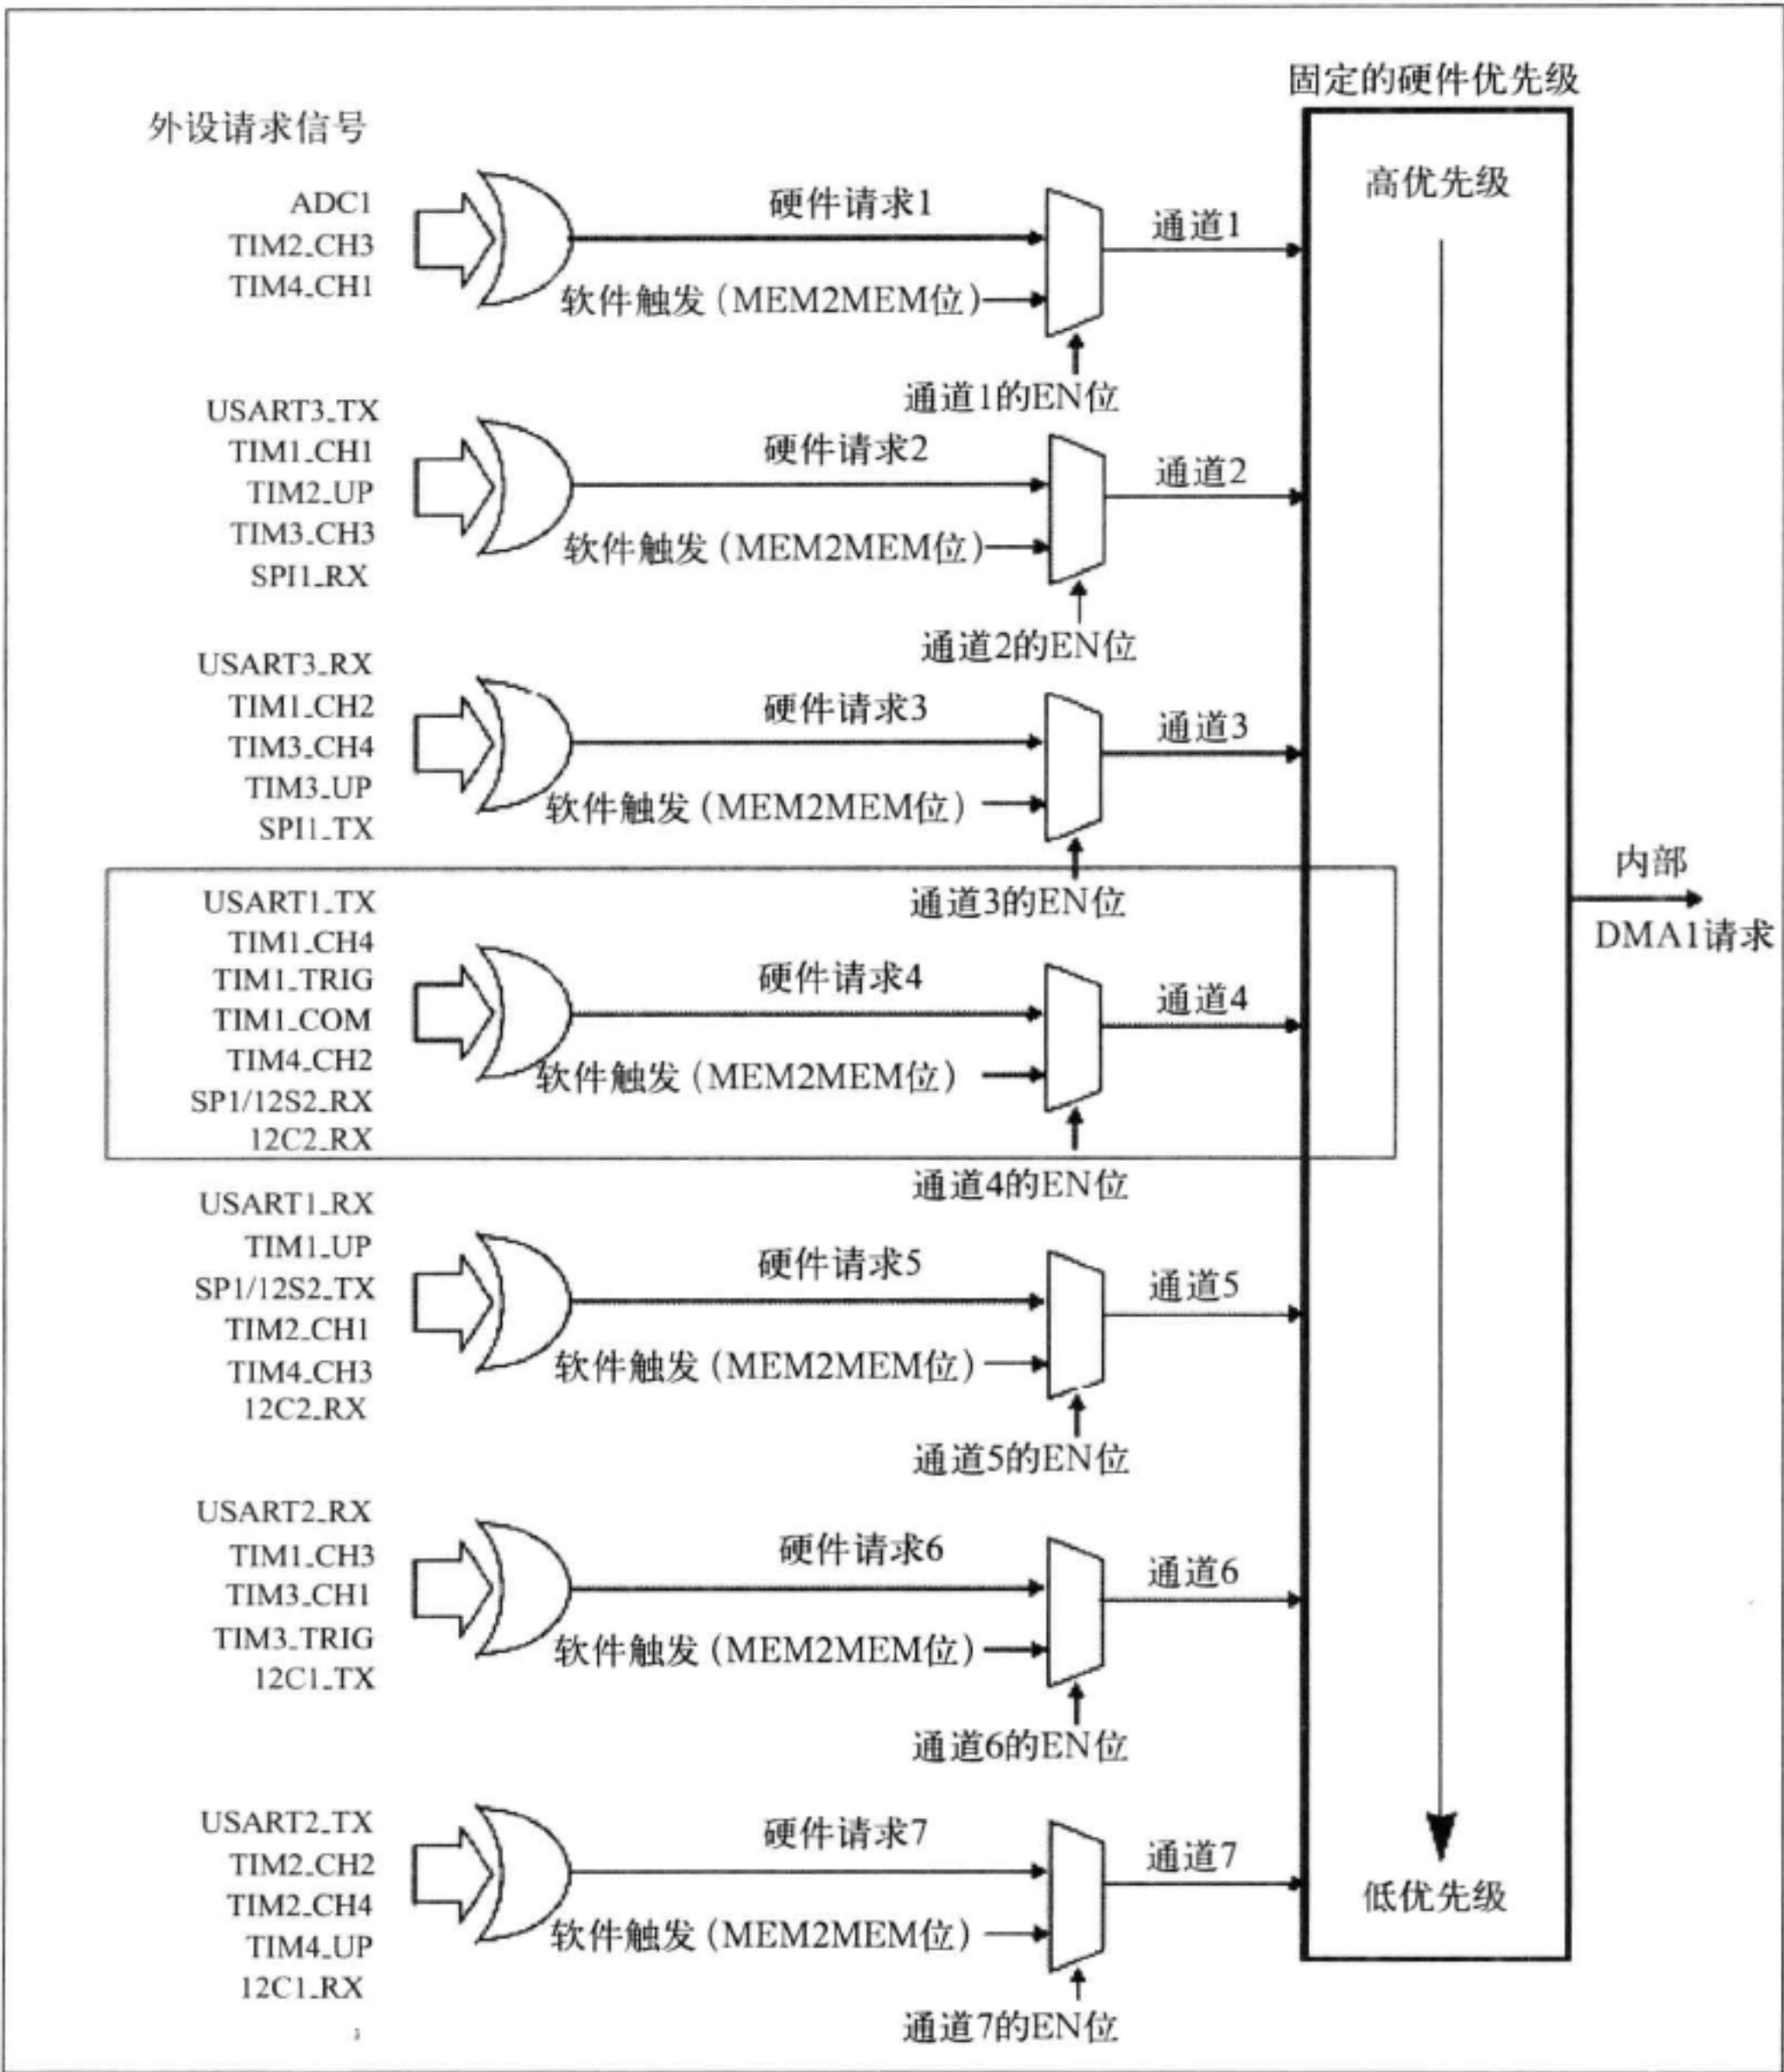 固定的硬件优先级
外设请求信号
高优先级
ADC1
TIM2_CH3
TIM4_CH1
硬件请求1
软件触发(MEM2MEM位)
通道1
通道1的EN位
USART3_TX
TIM1_CH1
TIM2_UP
TIM3_CH3
SPI1_RX
硬件请求2
软件触发(MEM2MEM位)
通道2
通道2的EN位
USART3_RX
TIM1_CH2
TIM3_CH4
TIM3_UP
SPI1_TX
硬件请求3
软件触发(MEM2MEM位)
通道3
通道3的EN位
内部
DMA1请求
USART1_TX
TIM1_CH4
TIM1_TRIG
TIM1_COM
TIM4_CH2
SP1/12S2_RX
12C2_RX
硬件请求4
软件触发(MEM2MEM位)
通道4
通道4的EN位
USART1_RX
TIM1_UP
SP1/12S2_TX
TIM2_CH1
TIM4_CH3
12C2_RX
硬件请求5
软件触发(MEM2MEM位)
通道5
通道5的EN位
USART2_RX
TIM1_CH3
TIM3_CH1
TIM3_TRIG
12C1_TX
硬件请求6
软件触发(MEM2MEM位)
通道6
通道6的EN位
USART2_TX
TIM2_CH2
TIM2_CH4
TIM4_UP
12C1_RX
硬件请求7
软件触发(MEM2MEM位)
通道7
通道7的EN位
低优先级